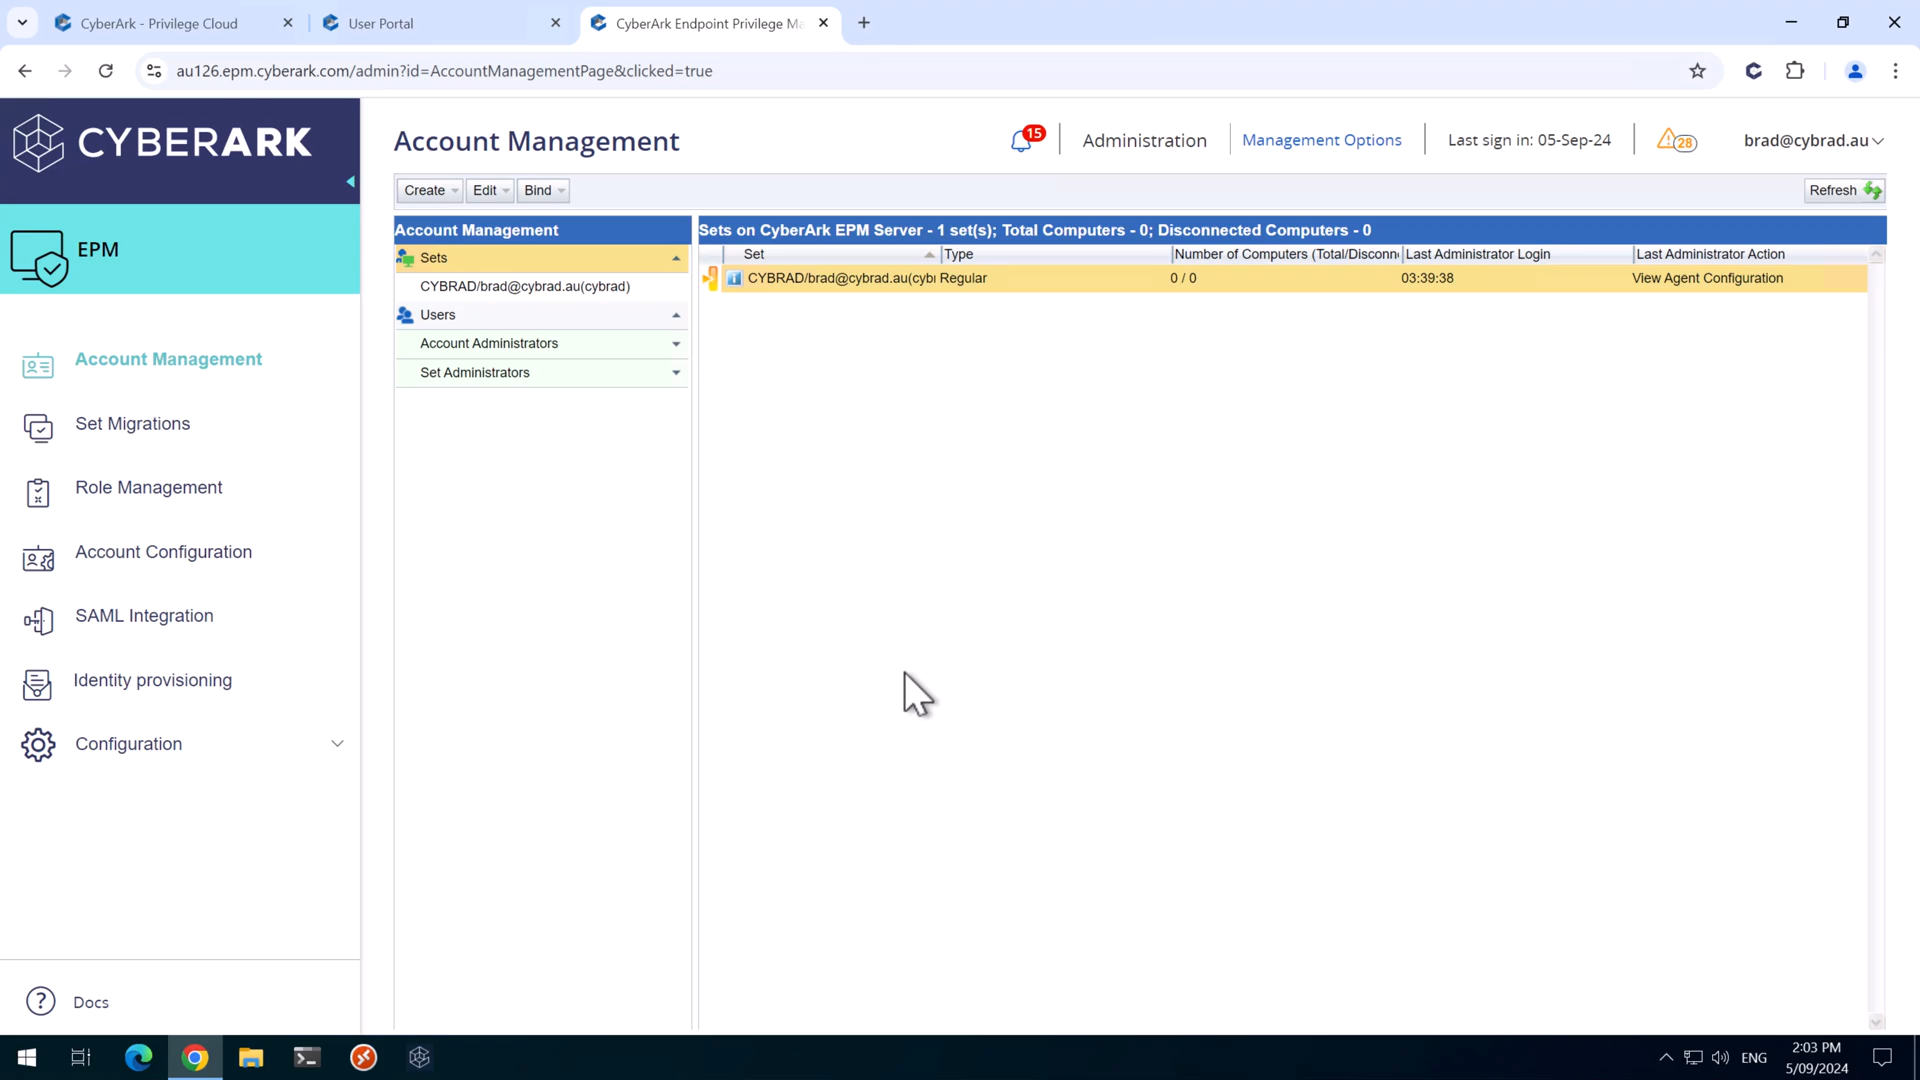 CyberArk - Privilege Cloud
User Portal
CyberArk Endpoint Privilege Ma
au126.epm.cyberark.com/admin?id=AccountManagementPage&clicked=true
CYBERARK
Account Management
15
Administration
Management Options
Last sign in: 05-Sep-24
28
brad@cybrad.au
Create
Edit
Bind
Refresh
EPM
Account Management
Set Migrations
Role Management
Account Configuration
SAML Integration
Identity provisioning
Configuration
Docs
Account Management
Sets
CYBRAD/brad@cybrad.au(cybrad)
Users
Account Administrators
Set Administrators
Sets on CyberArk EPM Server - 1 set(s); Total Computers - 0; Disconnected Computers - 0
Set Type Number of Computers (Total/Disconn Last Administrator Login Last Administrator Action
CYBRAD/brad@cybrad.au(cyb Regular 0 / 0 03:39:38 View Agent Configuration
ENG
2:03 PM
5/09/2024